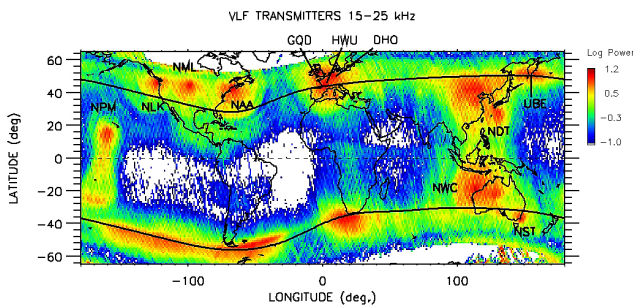 VLF TRANSMITTERS 15-25 kHz
GQD HWU DHO
Log Power
1.2
0.5
-0.3
-1.0
60
40
20
0
-20
-40
-60
LATITUDE (deg)
NML
NPM NLK NAA
UBE
NDT
NWC
NST
-100 0 100
LONGITUDE (deg.)